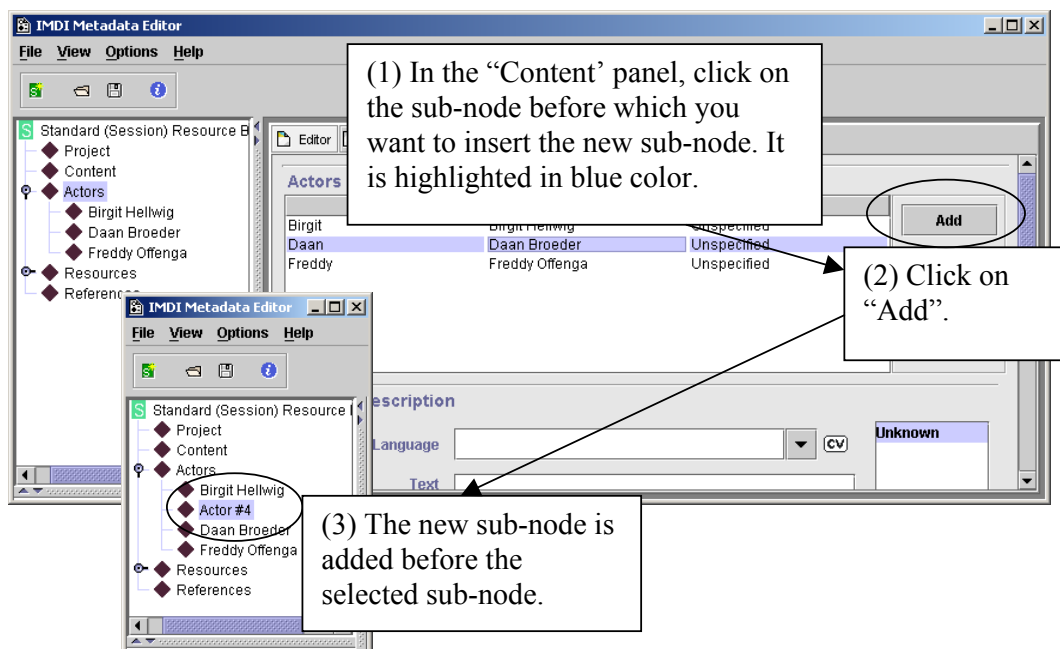 IMDI Metadata Editor
File View Options Help
Standard (Session) Resource B
Project
Content
Actors
Birgit Hellwig
Daan Broeder
Freddy Offenga
Resources
References
Editor
Actors
Birgit Birgit Hellwig Unspecified
Daan Daan Broeder Unspecified
Freddy Freddy Offenga Unspecified
Add
escription
Language
CV
Unknown
Text
(1) In the “Content’ panel, click on
the sub-node before which you
want to insert the new sub-node. It
is highlighted in blue color.
(2) Click on
“Add”.
IMDI Metadata Editor
File View Options Help
Standard (Session) Resource
Project
Content
Actors
Birgit Hellwig
Actor #4
Daan Broeder
Freddy Offenga
Resources
References
(3) The new sub-node is
added before the
selected sub-node.